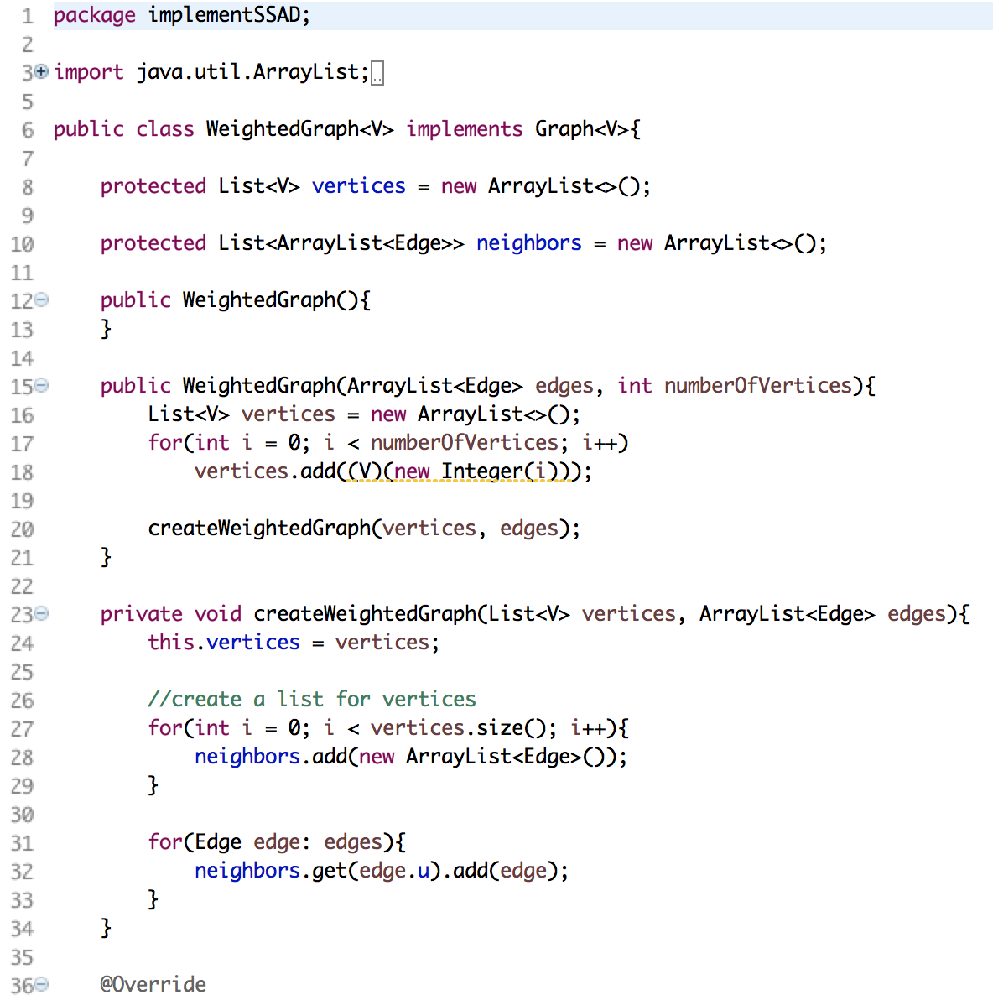 1 package implementSSAD;
2
3 import java.util.ArrayList;
5
6 public class WeightedGraph<V> implements Graph<V>{
7
8     protected List<V> vertices = new ArrayList<>();
9
10     protected List<ArrayList<Edge>> neighbors = new ArrayList<>();
11
12     public WeightedGraph(){
13     }
14
15     public WeightedGraph(ArrayList<Edge> edges, int numberOfVertices){
16         List<V> vertices = new ArrayList<>();
17         for(int i = 0; i < numberOfVertices; i++)
18             vertices.add((V)(new Integer(i)));
19
20         createWeightedGraph(vertices, edges);
21     }
22
23     private void createWeightedGraph(List<V> vertices, ArrayList<Edge> edges){
24         this.vertices = vertices;
25
26         //create a list for vertices
27         for(int i = 0; i < vertices.size(); i++){
28             neighbors.add(new ArrayList<Edge>());
29         }
30
31         for(Edge edge: edges){
32             neighbors.get(edge.u).add(edge);
33         }
34     }
35
36     @Override